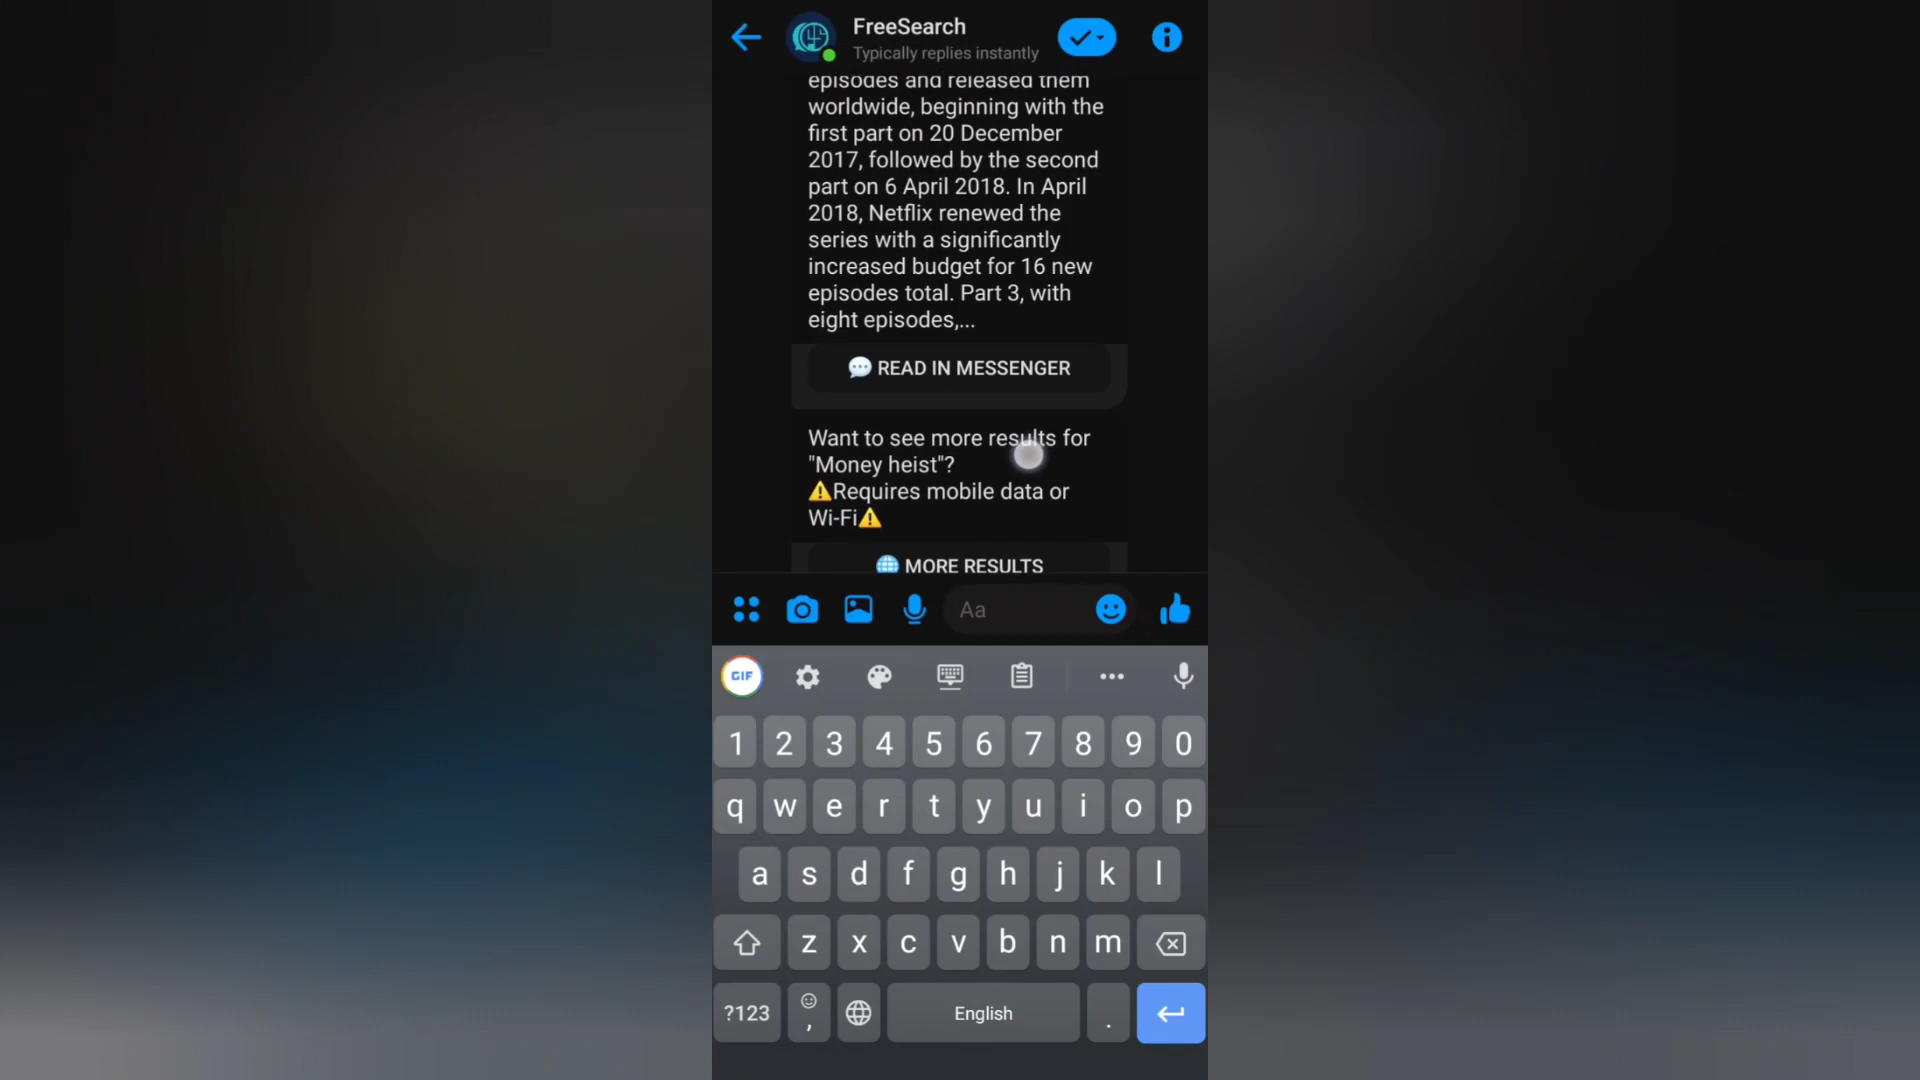 FreeSearch
Typically replies instantly
episodes and released them
worldwide, beginning with the
first part on 20 December
2017, followed by the second
part on 6 April 2018. In April
2018, Netflix renewed the
series with a significantly
increased budget for 16 new
episodes total. Part 3, with
eight episodes,...
💬 READ IN MESSENGER
Want to see more results for
"Money heist"?
⚠️Requires mobile data or
Wi-Fi⚠️
🌐 MORE RESULTS
Aa
GIF
1 2 3 4 5 6 7 8 9 0
q w e r t y u i o p
a s d f g h j k l
z x c v b n m
?123 , English .